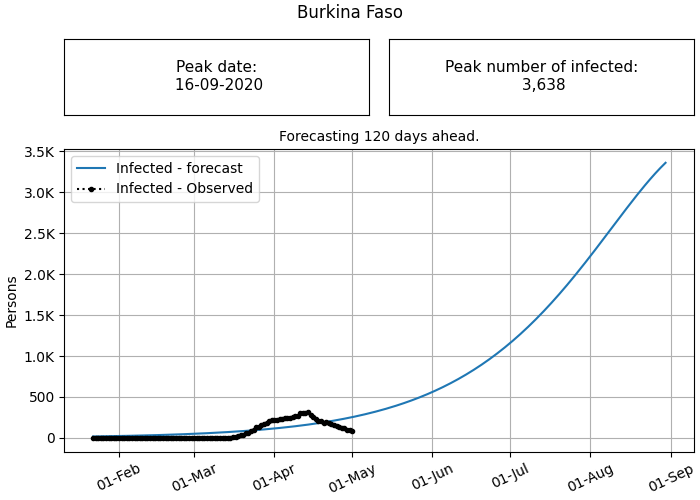 Burkina Faso
Peak date:
16-09-2020
Peak number of infected:
3,638
Forecasting 120 days ahead.
Infected - forecast
Infected - Observed
Persons
3.5K
3.0K
2.5K
2.0K
1.5K
1.0K
500
0
01-Feb
01-Mar
01-Apr
01-May
01-Jun
01-Jul
01-Aug
01-Sep